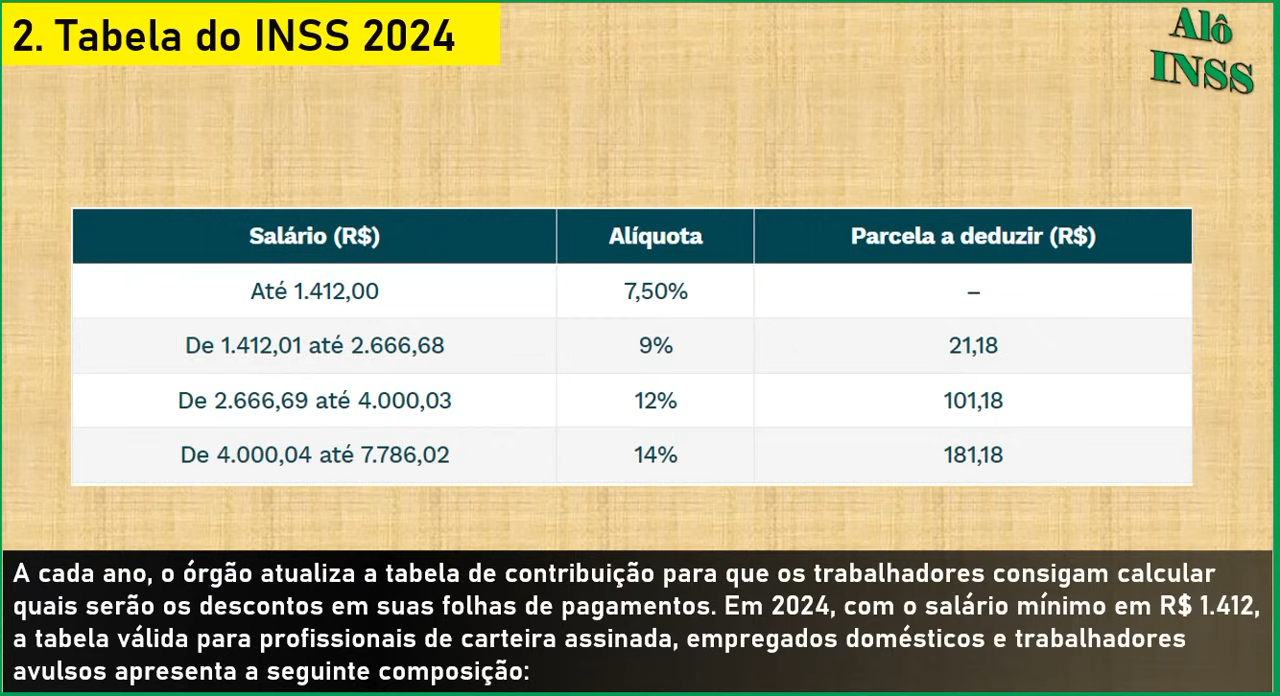 2. Tabela do INSS 2024
Alô
INSS
Salário (R$) Alíquota Parcela a deduzir (R$)
Até 1.412,00 7,50% –
De 1.412,01 até 2.666,68 9% 21,18
De 2.666,69 até 4.000,03 12% 101,18
De 4.000,04 até 7.786,02 14% 181,18
A cada ano, o órgão atualiza a tabela de contribuição para que os trabalhadores consigam calcular
quais serão os descontos em suas folhas de pagamentos. Em 2024, com o salário mínimo em R$ 1.412,
a tabela válida para profissionais de carteira assinada, empregados domésticos e trabalhadores
avulsos apresenta a seguinte composição: